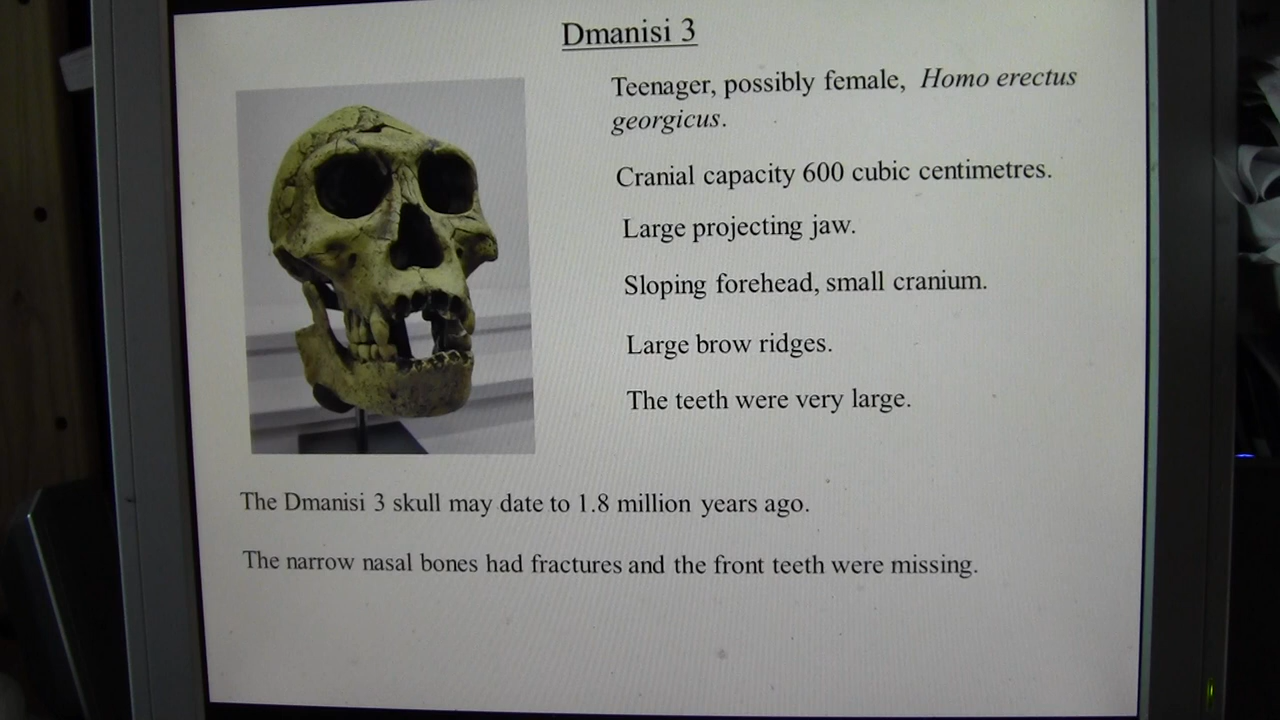 Dmanisi 3
Teenager, possibly female, Homo erectus
georgicus.
Cranial capacity 600 cubic centimetres.
Large projecting jaw.
Sloping forehead, small cranium.
Large brow ridges.
The teeth were very large.
The Dmanisi 3 skull may date to 1.8 million years ago.
The narrow nasal bones had fractures and the front teeth were missing.